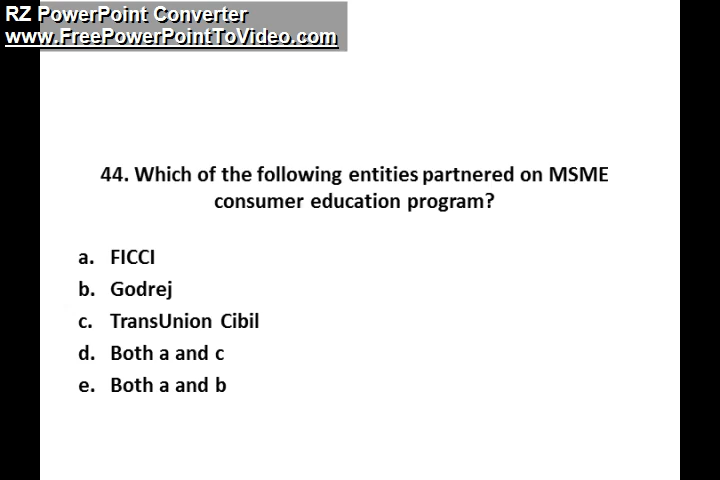 RZ PowerPoint Converter
www.FreePowerPointToVideo.com
44. Which of the following entities partnered on MSME
consumer education program?
a. FICCI
b. Godrej
c. TransUnion Cibil
d. Both a and c
e. Both a and b